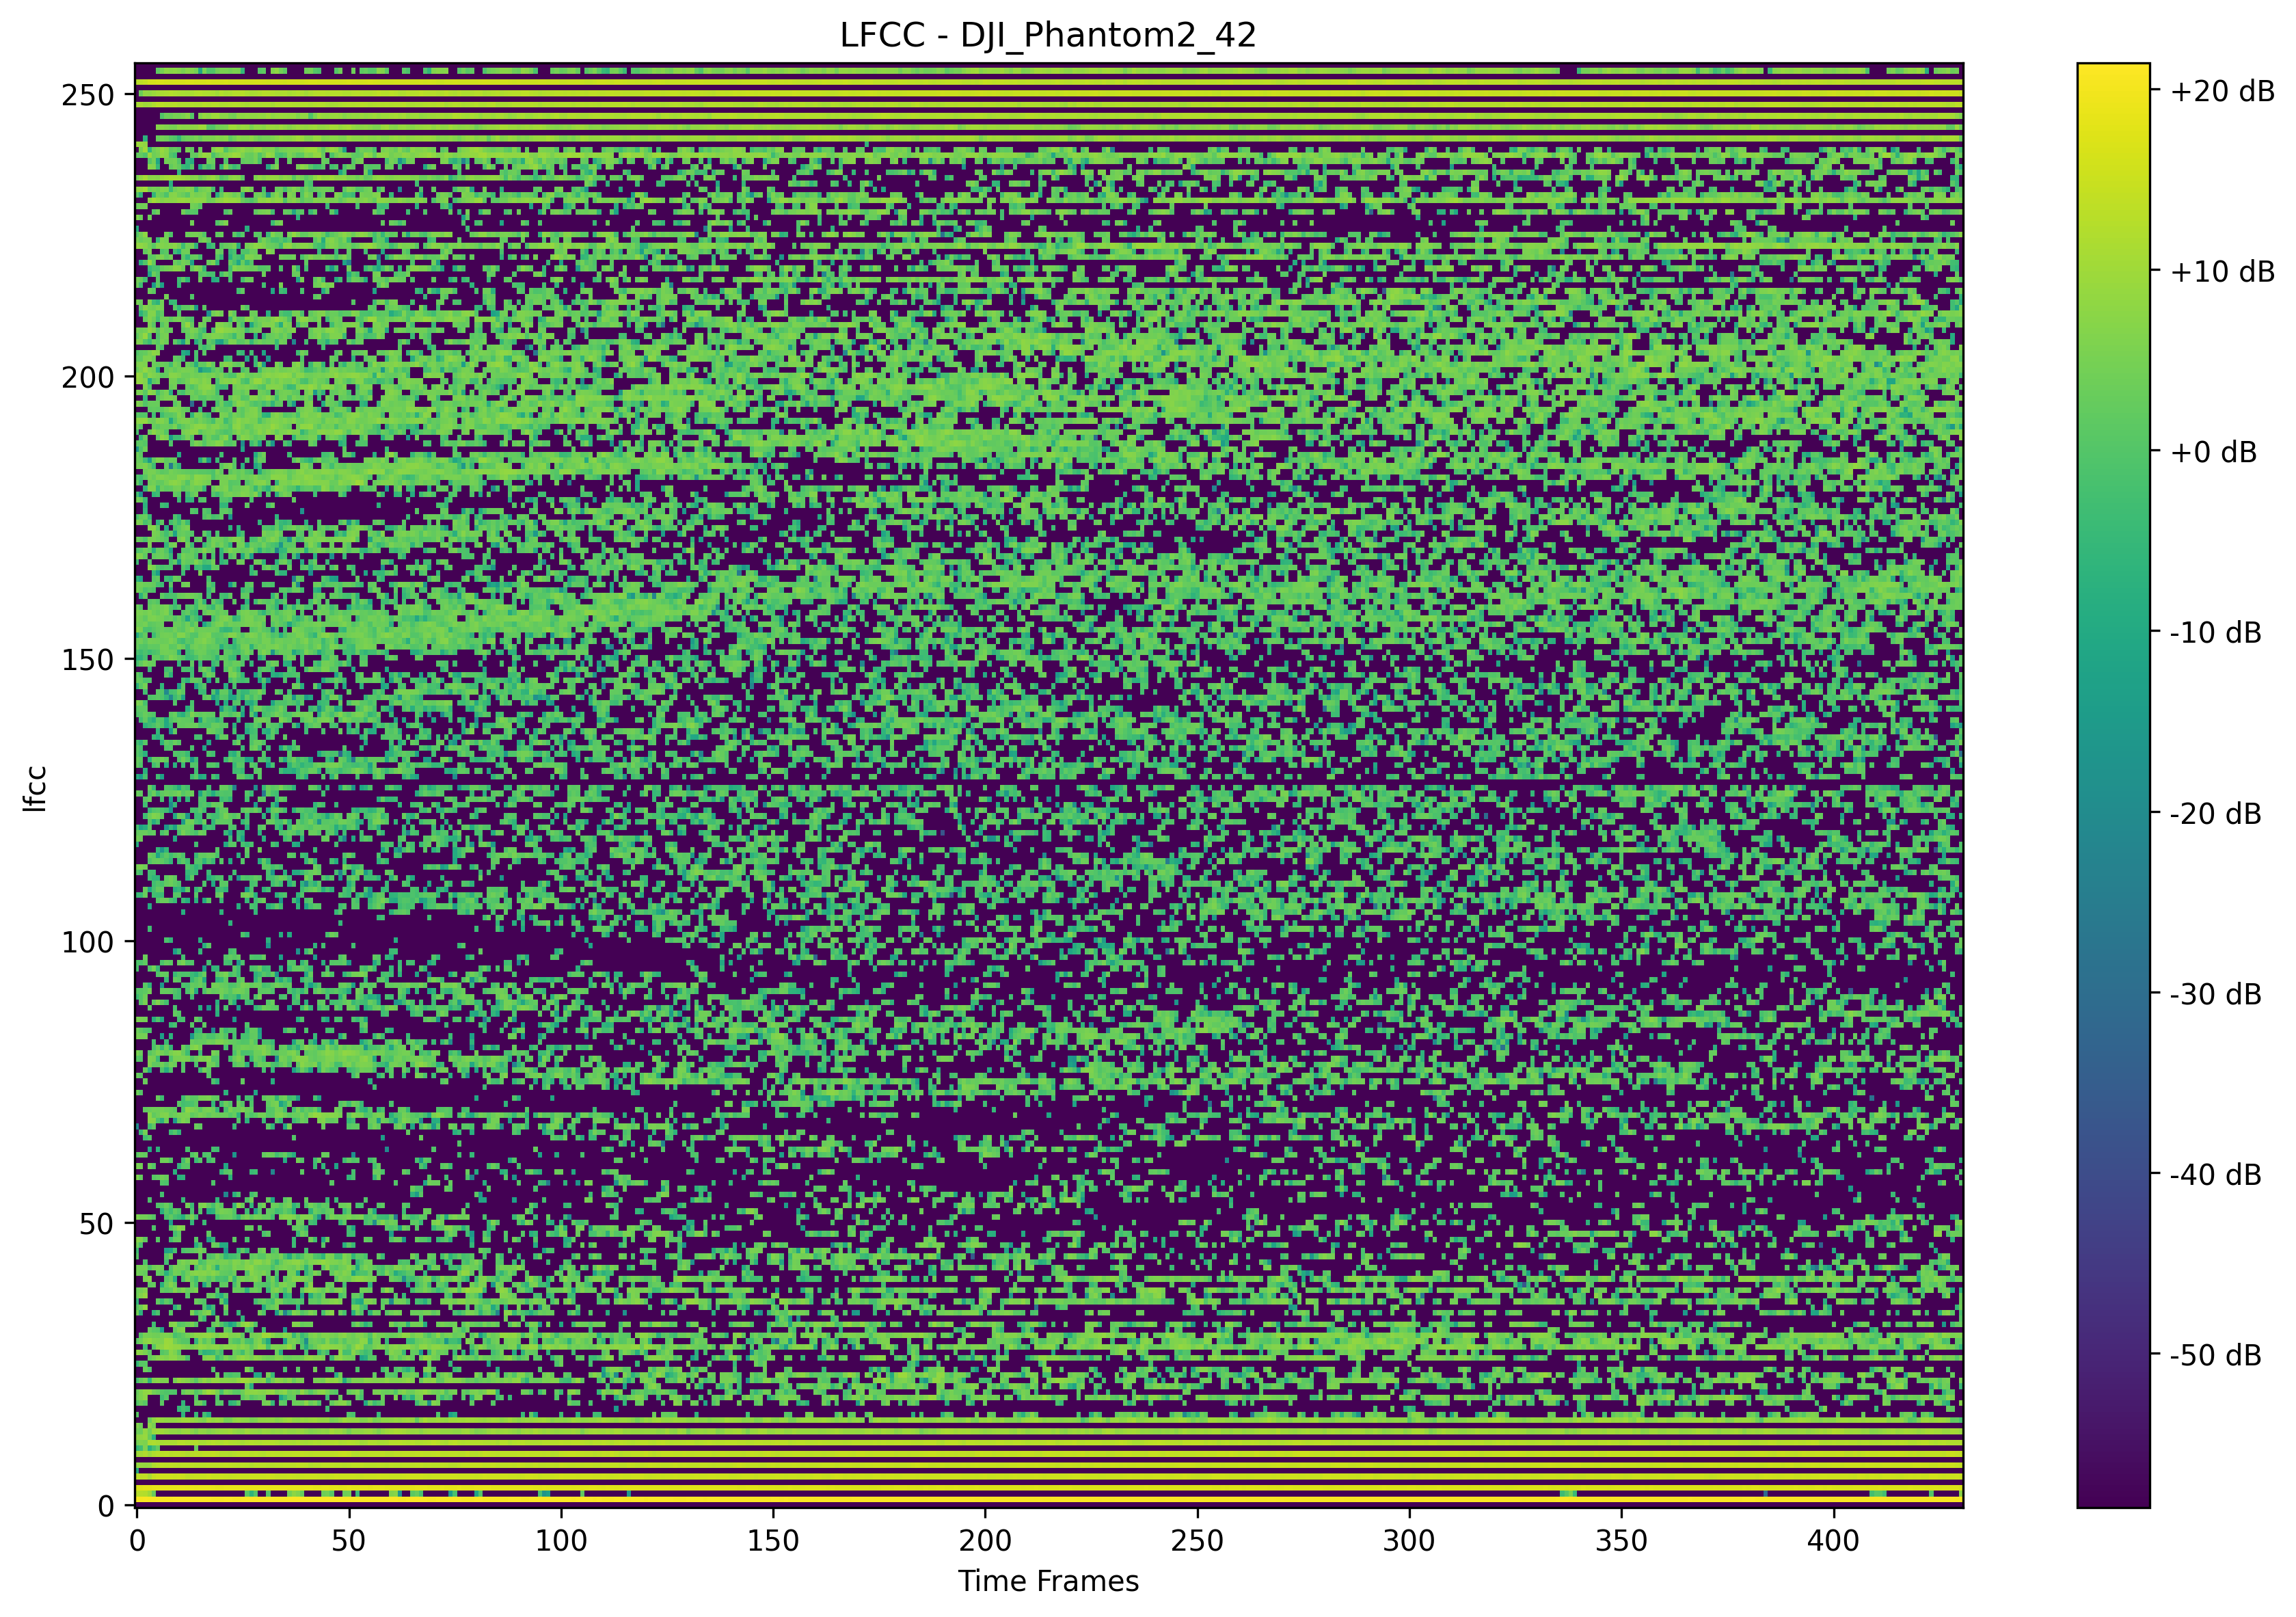 LFCC - DJI_Phantom2_42
250
200
150
100
50
0
lfcc
0 50 100 150 200 250 300 350 400
Time Frames
+20 dB
+10 dB
+0 dB
-10 dB
-20 dB
-30 dB
-40 dB
-50 dB